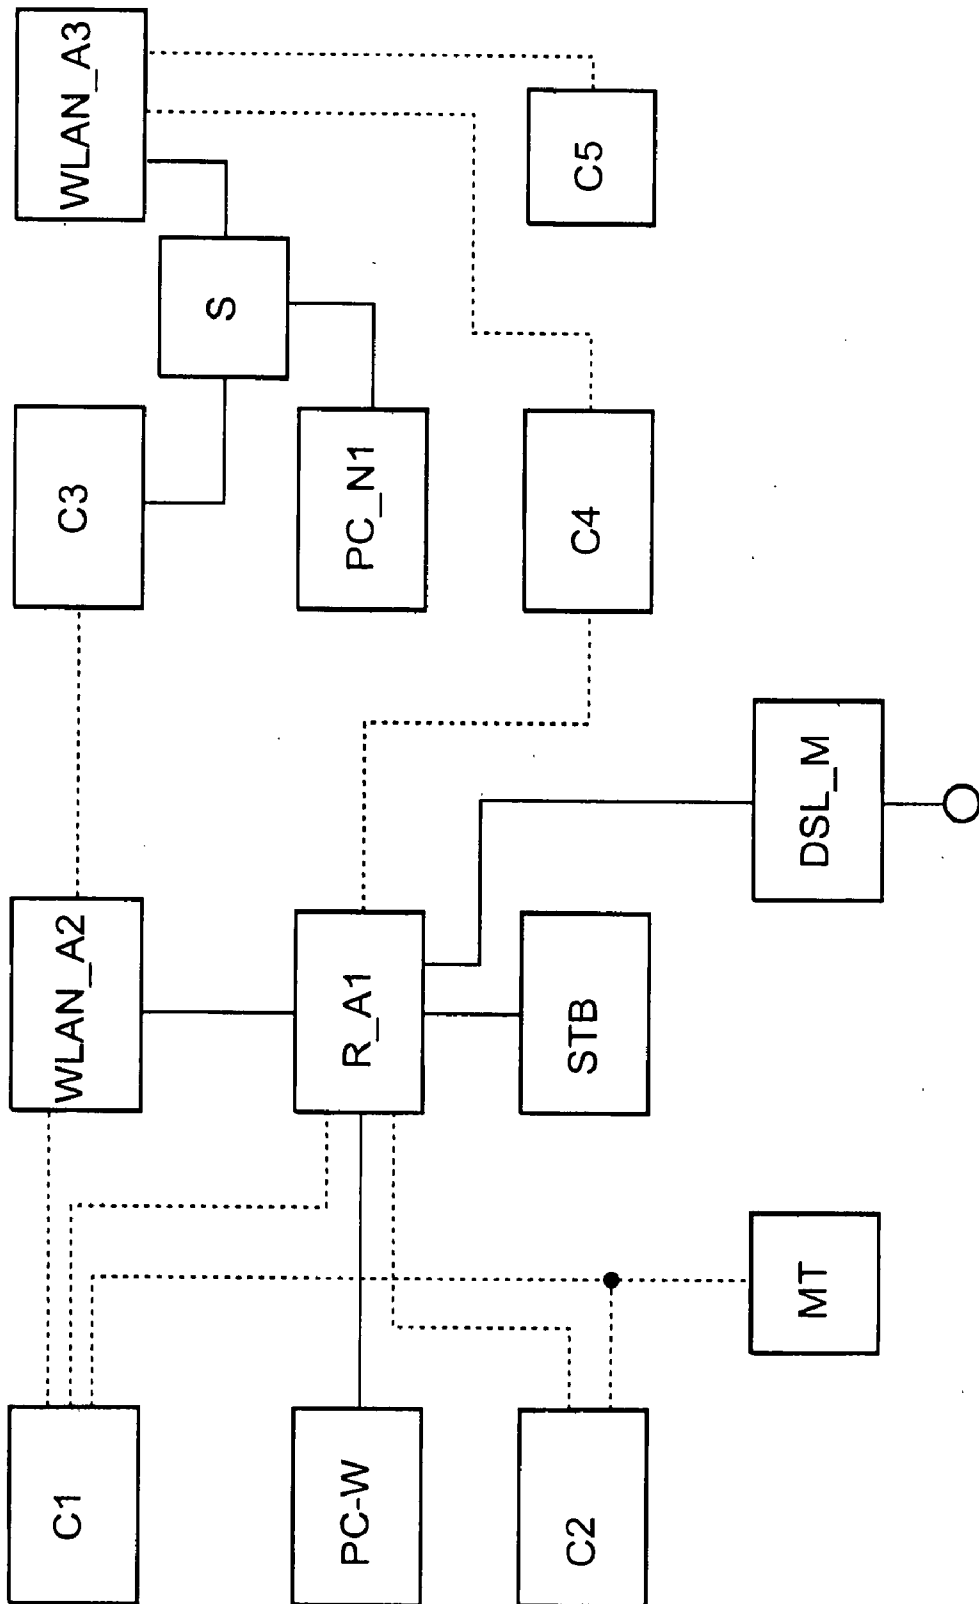 C1
WLAN_A2
C3
WLAN_A3
S
PC-W
R_A1
PC_N1
C2
STB
C4
C5
MT
DSL_M